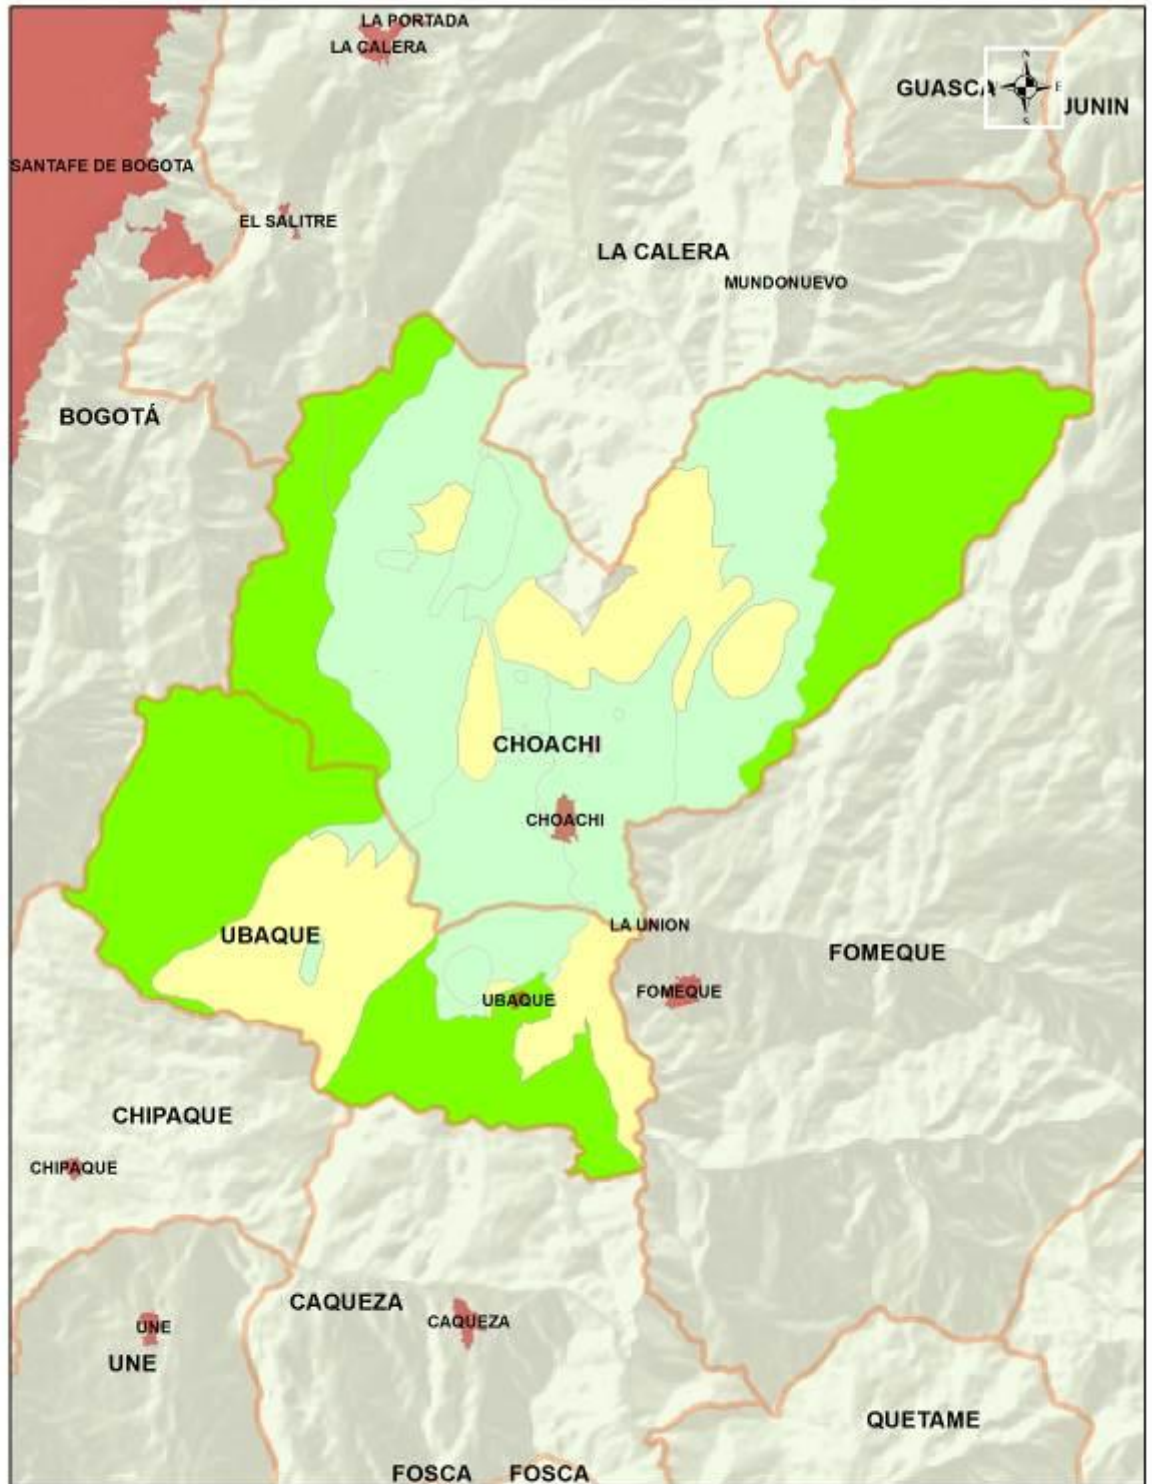 LA PORTADA
LA CALERA
N
GUASCA
E
JUNIN
S
SANTAFE DE BOGOTA
EL SALITRE
LA CALERA
MUNDONUEVO
BOGOTÁ
CHOACHI
CHOACHI
LA UNION
UBAQUE
FOMEQUE
FOMEQUE
UBAQUE
CHIPAQUE
CHIPAQUE
CAQUEZA
CAQUEZA
UNE
UNE
QUETAME
FOSCA FOSCA